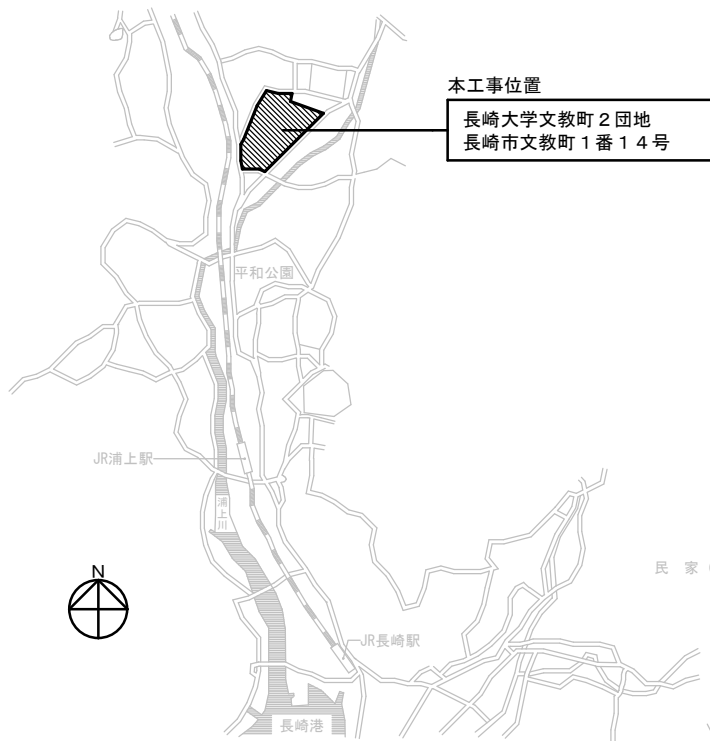 本工事位置
長崎大学文教町２団地
長崎市文教町１番１４号
平和公園
JR浦上駅
浦上川
民　家
N
JR長崎駅
長崎港